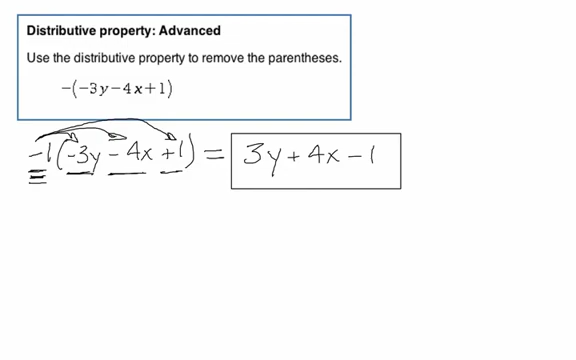 Distributive property: Advanced
Use the distributive property to remove the parentheses.
−(−3y−4x+1)
-1(-3y - 4x +1) = 3y + 4x - 1